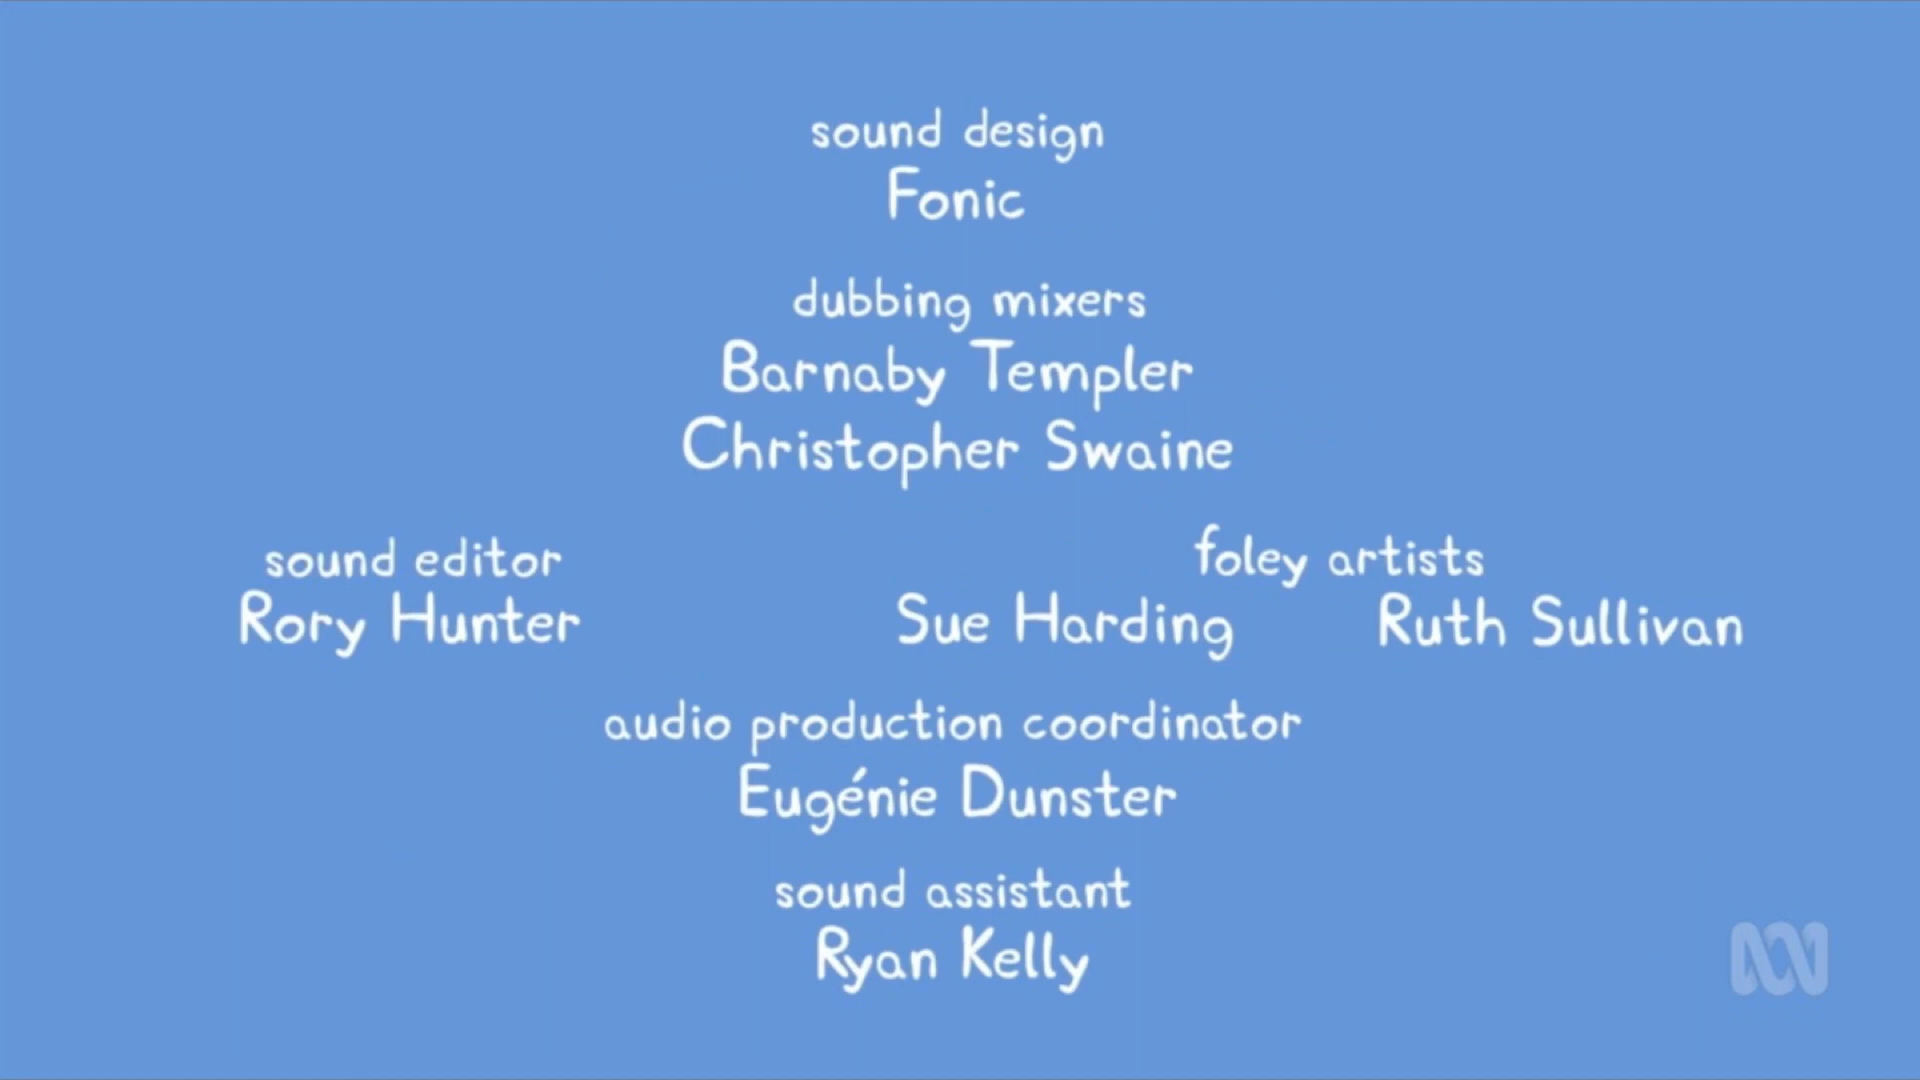 sound design
Fonic
dubbing mixers
Barnaby Templer
Christopher Swaine
sound editor
Rory Hunter
foley artists
Sue Harding Ruth Sullivan
audio production coordinator
Eugénie Dunster
sound assistant
Ryan Kelly